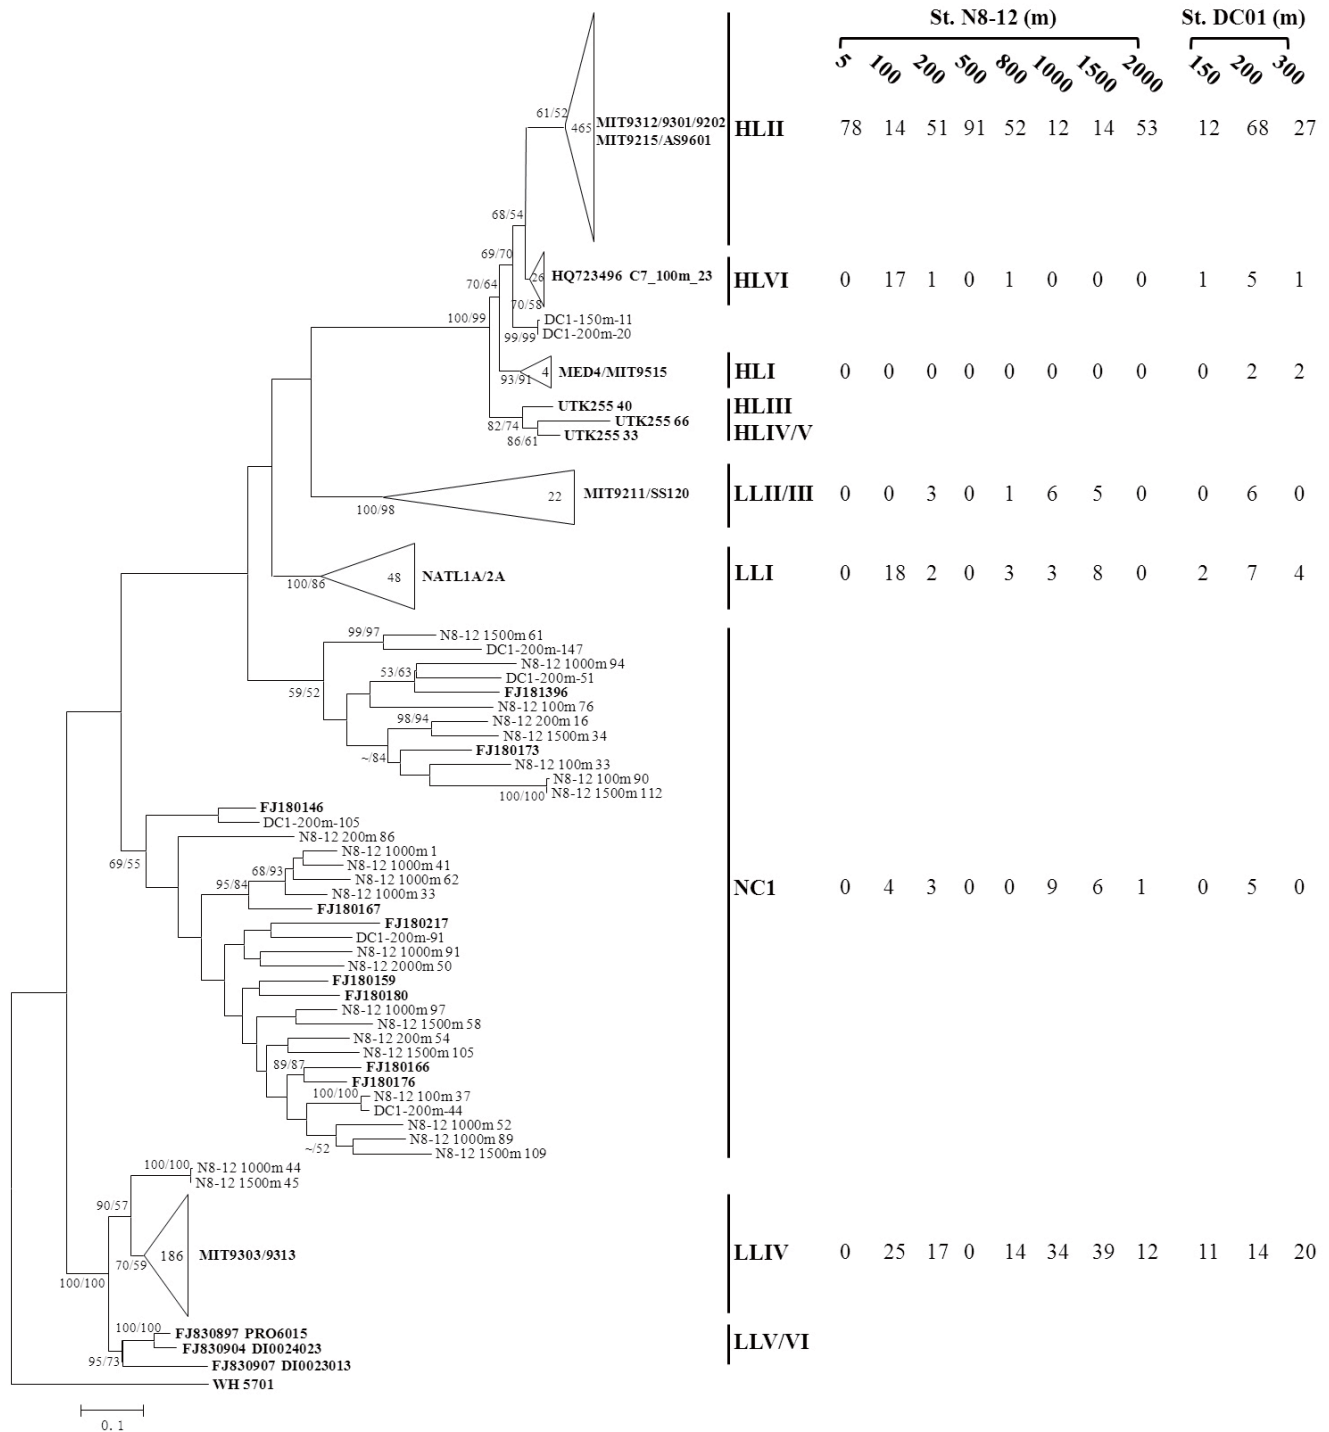 St. N8-12 (m) St. DC01 (m)
5 100 200 500 800 1000 1500 2000 150 200 300
61/52
465 MIT9312/9301/9202 HLII 78 14 51 91 52 12 14 53 12 68 27
MIT9215/AS9601
68/54
69/70
26 HQ723496 C7_100m_23 HLVI 0 17 1 0 1 0 0 0 1 5 1
70/64
70/58
100/99 DC1-150m-11
99/99 DC1-200m-20
4 MED4/MIT9515 HLI 0 0 0 0 0 0 0 0 0 2 2
93/91
UTK255 40 HLIII
82/74 UTK255 66
86/61 UTK255 33 HLIV/V
22 MIT9211/SS120 LLII/III 0 0 3 0 1 6 5 0 0 6 0
100/98
48 NATL1A/2A LLI 0 18 2 0 3 3 8 0 2 7 4
100/86
99/97 N8-12 1500m 61
DC1-200m-147
N8-12 1000m 94
53/63 DC1-200m-51
59/52 FJ181396
N8-12 100m 76
98/94 N8-12 200m 16
N8-12 1500m 34
~/84 FJ180173
N8-12 100m 33
N8-12 100m 90
100/100 N8-12 1500m 112
FJ180146
DC1-200m-105
N8-12 200m 86
N8-12 1000m 1
69/55 N8-12 1000m 41
68/93 N8-12 1000m 62
95/84 N8-12 1000m 33 NC1 0 4 3 0 0 9 6 1 0 5 0
FJ180167
FJ180217
DC1-200m-91
N8-12 1000m 91
N8-12 2000m 50
FJ180159
FJ180180
N8-12 1000m 97
N8-12 1500m 58
N8-12 200m 54
N8-12 1500m 105
89/87 FJ180166
FJ180176
100/100 N8-12 100m 37
DC1-200m-44
N8-12 1000m 52
N8-12 1000m 89
~/52 N8-12 1500m 109
100/100 N8-12 1000m 44
N8-12 1500m 45
90/57
186 MIT9303/9313 LLIV 0 25 17 0 14 34 39 12 11 14 20
70/59
100/100
100/100 FJ830897 PRO6015 LLV/VI
FJ830904 DI0024023
95/73 FJ830907 DI0023013
WH 5701
0.1